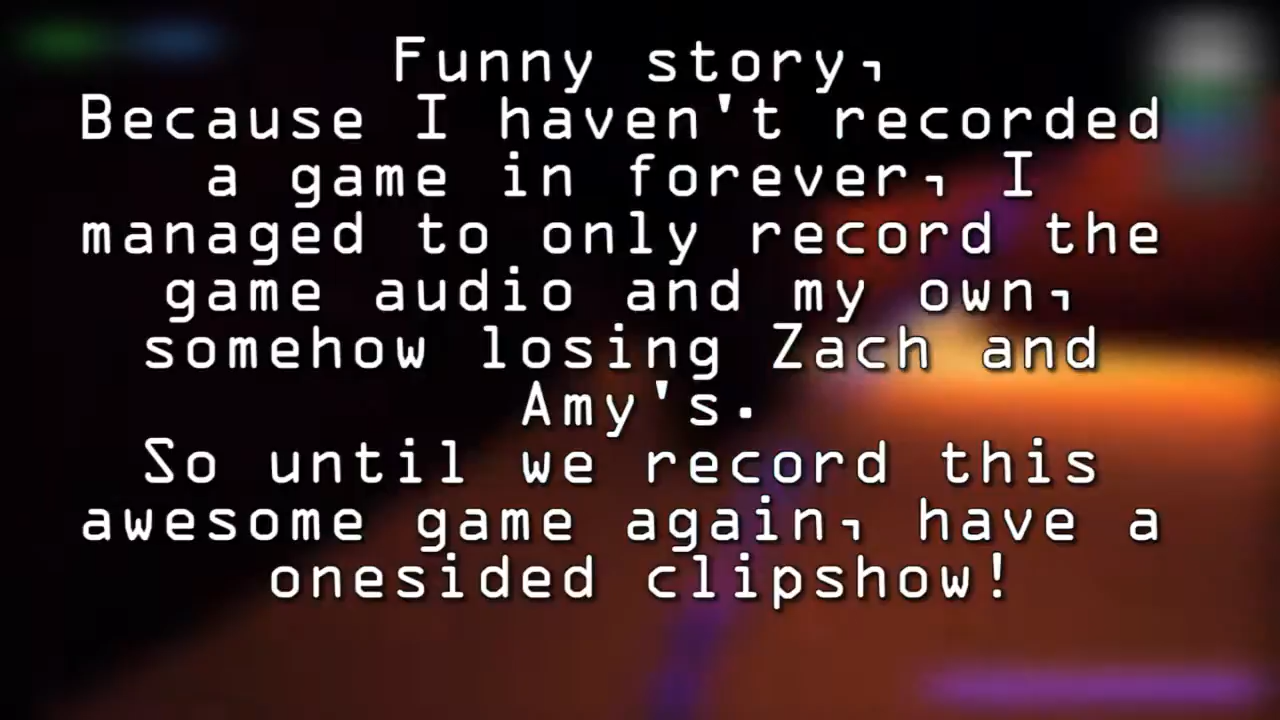 Funny story,
Because I haven't recorded
a game in forever, I
managed to only record the
game audio and my own,
somehow losing Zach and
Amy's.
So until we record this
awesome game again, have a
onesided clipshow!